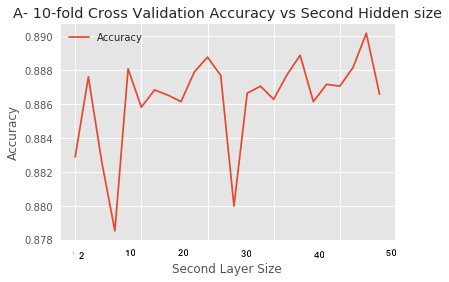 A- 10-fold Cross Validation Accuracy vs Second Hidden size
Accuracy
0.890
0.888
0.886
0.884
0.882
0.880
0.878
Accuracy
2 10 20 30 40 50
Second Layer Size